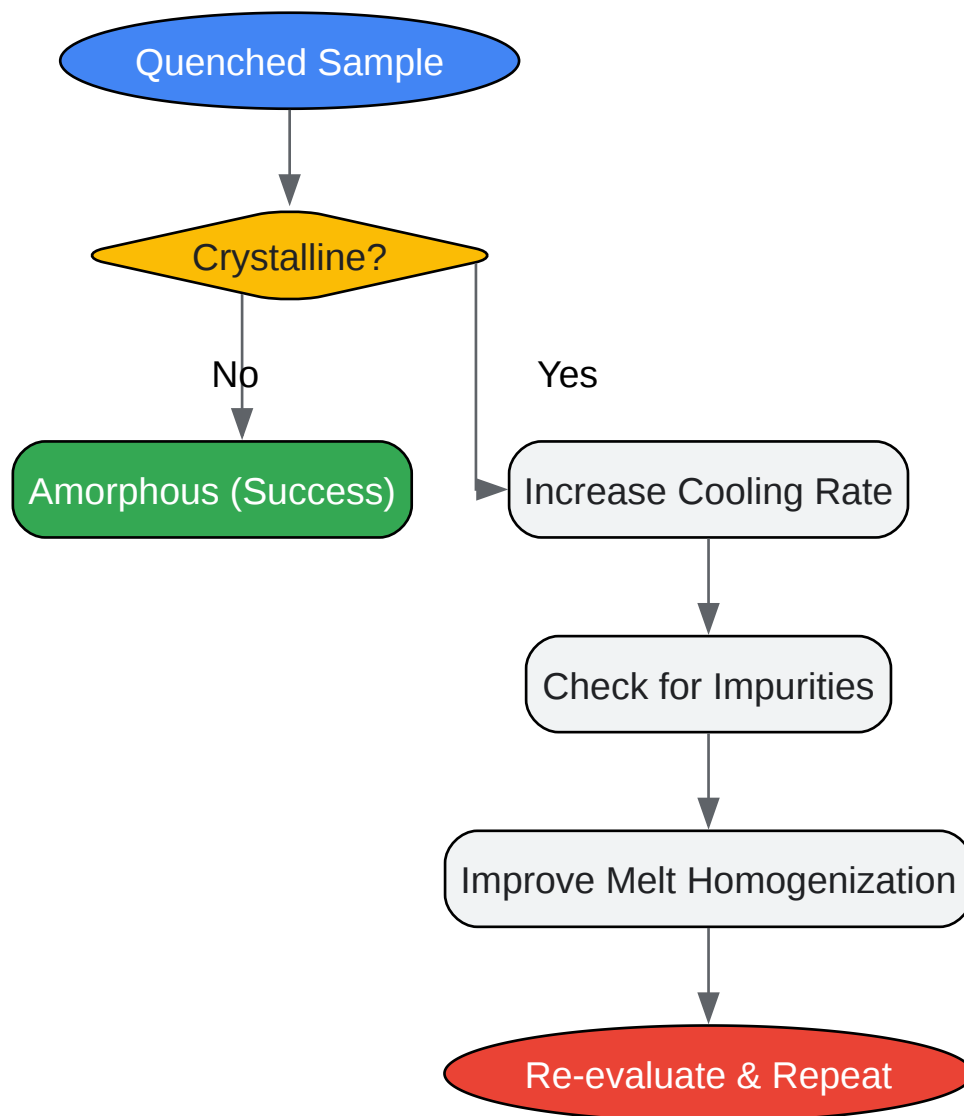 Quenched Sample
Crystalline?
No
Yes
Amorphous (Success)
Increase Cooling Rate
Check for Impurities
Improve Melt Homogenization
Re-evaluate & Repeat